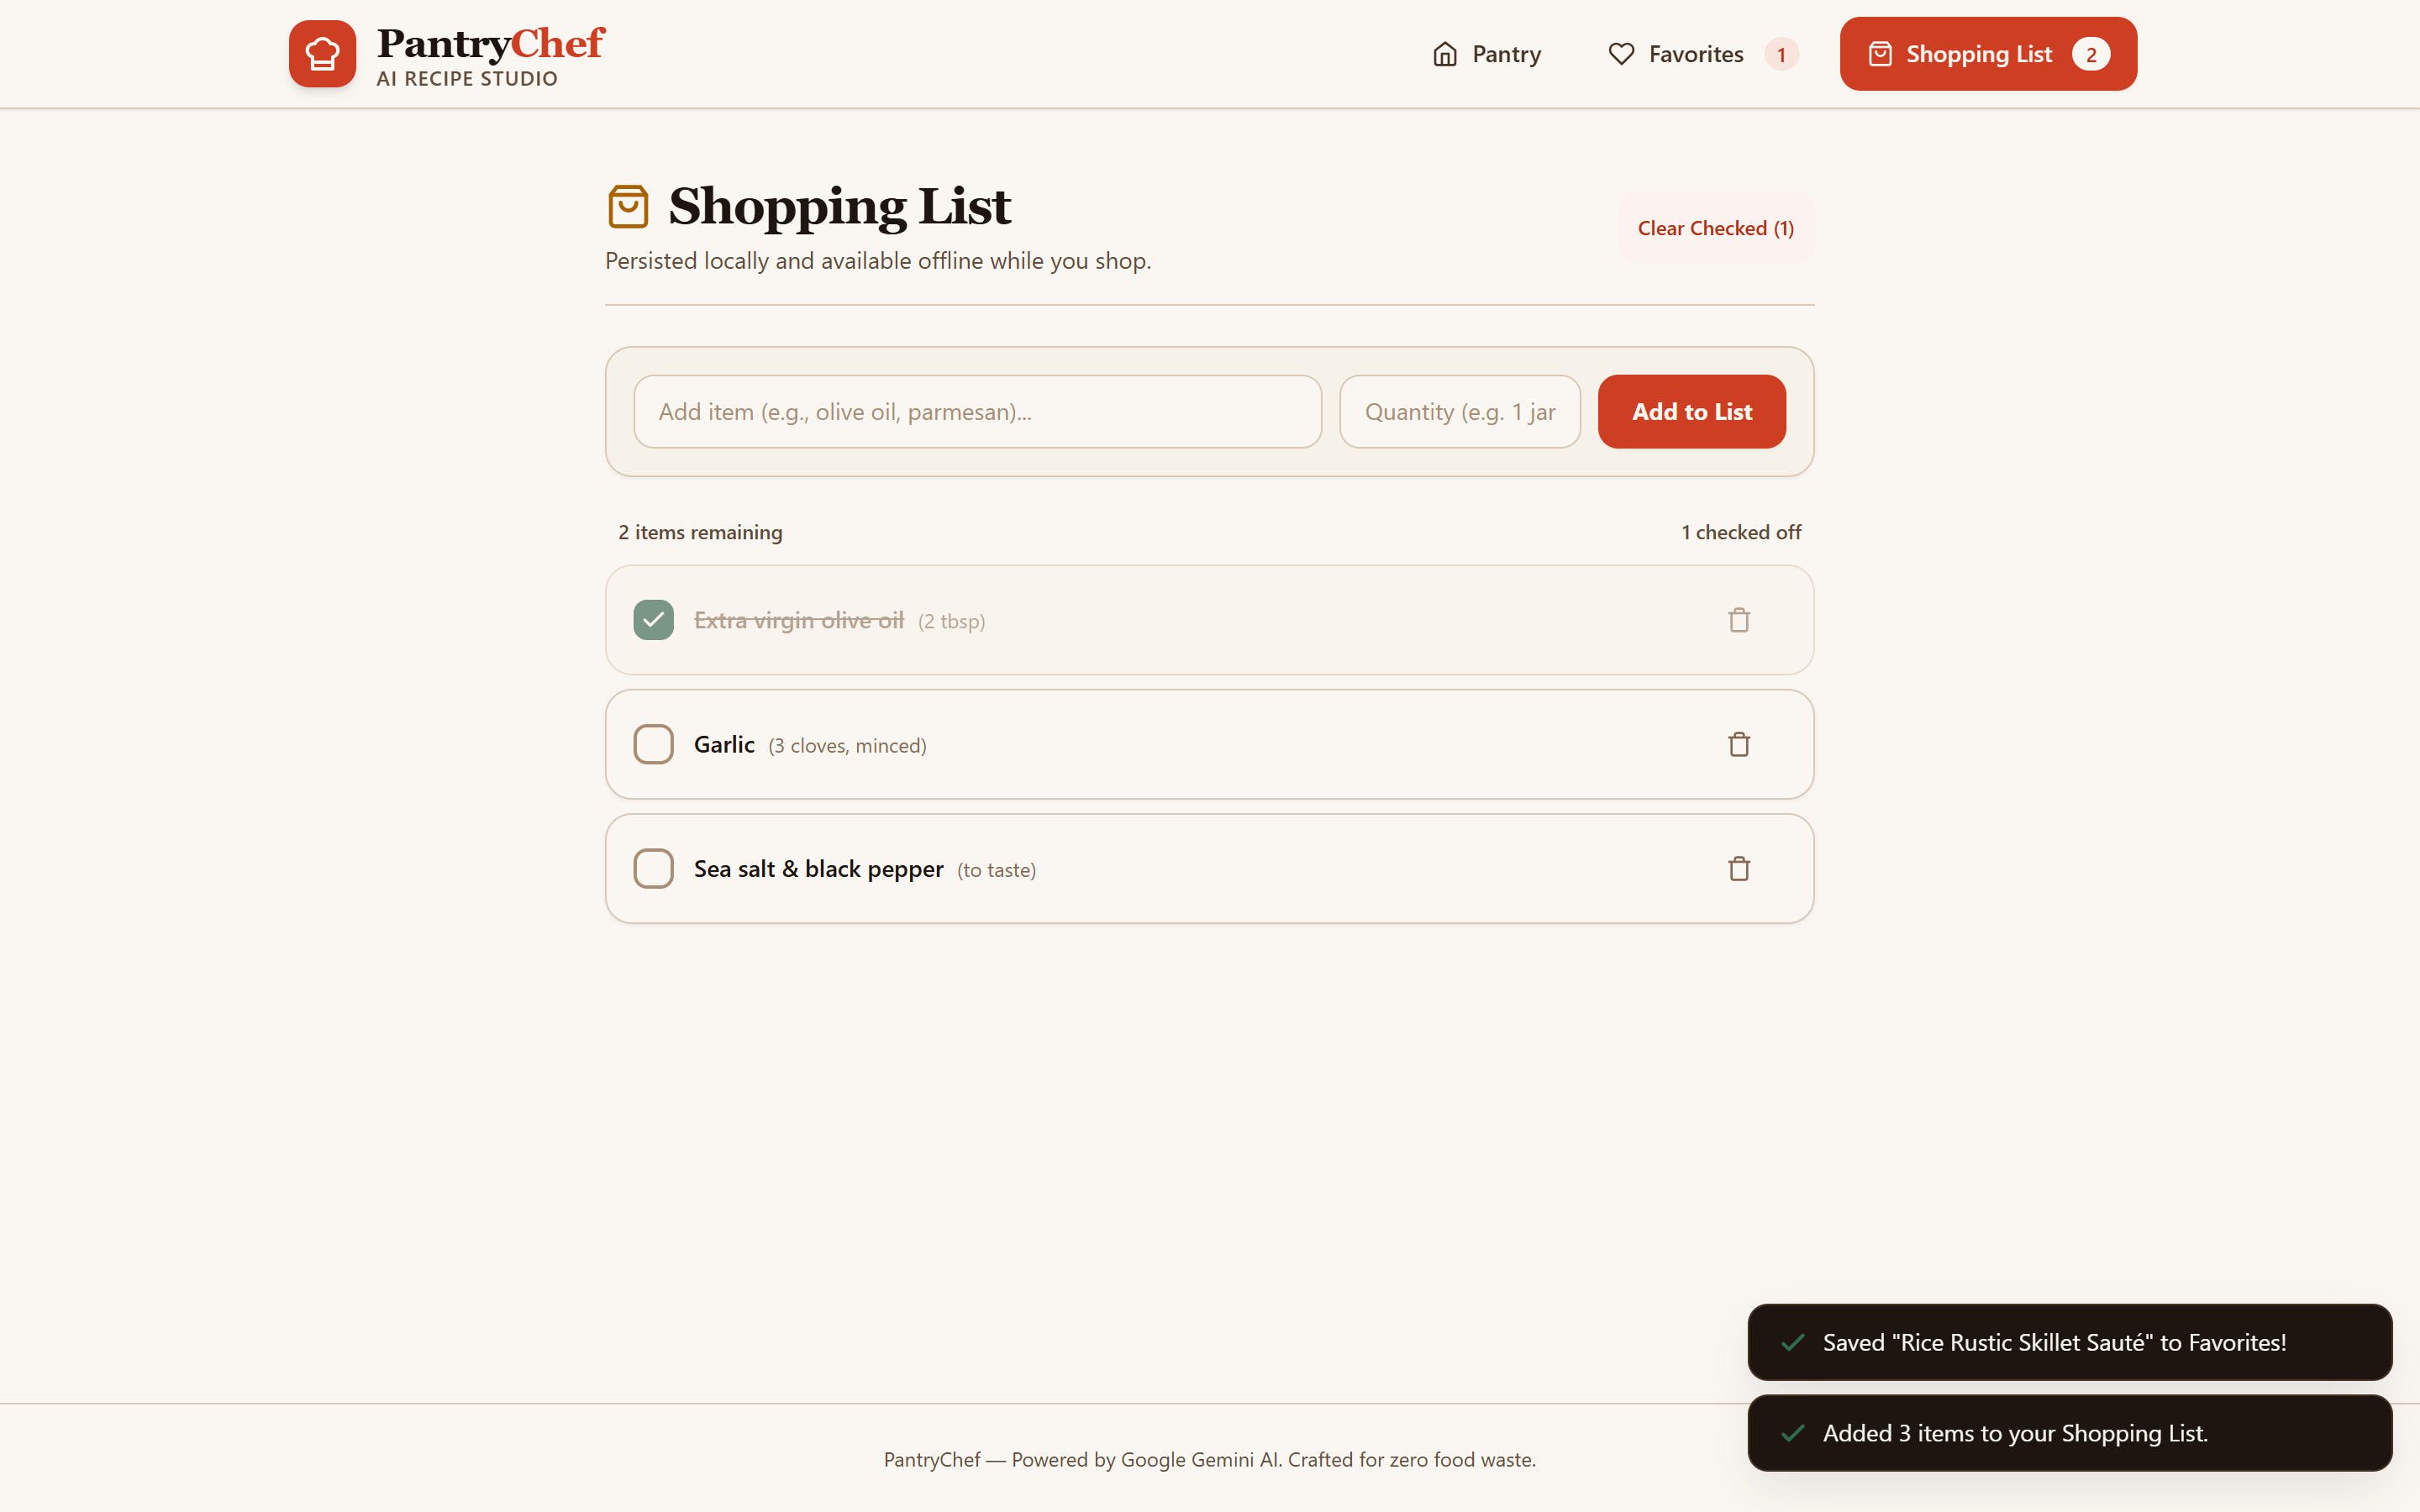 PantryChef
AI RECIPE STUDIO
Pantry
Favorites 1
Shopping List 2
Shopping List
Persisted locally and available offline while you shop.
Clear Checked (1)
Add item (e.g., olive oil, parmesan)...
Quantity (e.g. 1 jar
Add to List
2 items remaining
1 checked off
Extra virgin olive oil (2 tbsp)
Garlic (3 cloves, minced)
Sea salt & black pepper (to taste)
Saved "Rice Rustic Skillet Sauté" to Favorites!
Added 3 items to your Shopping List.
PantryChef — Powered by Google Gemini AI. Crafted for zero food waste.